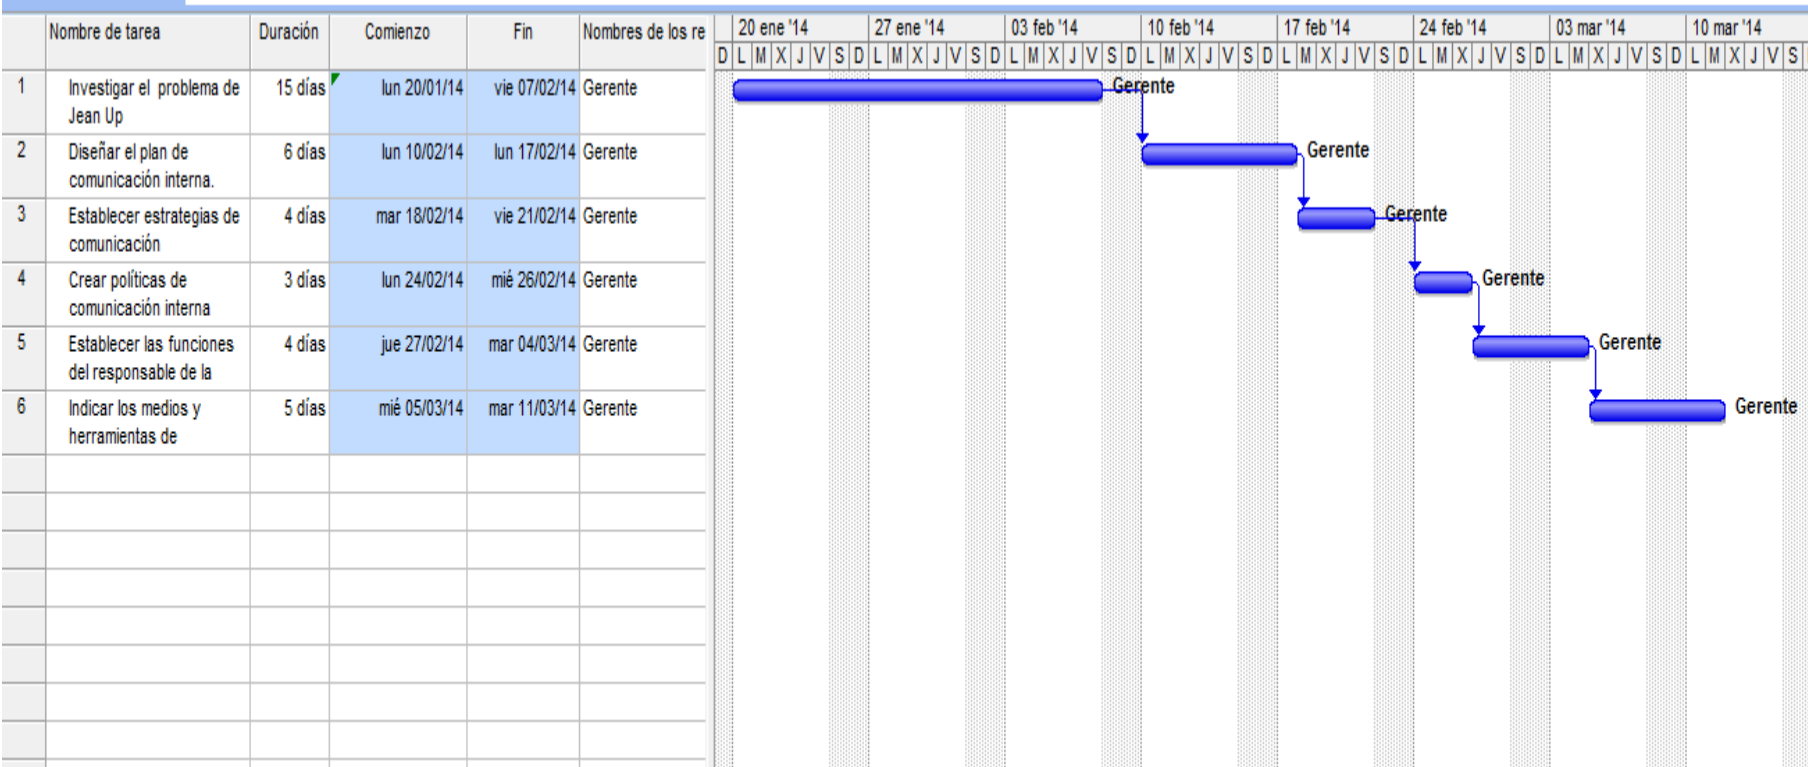 Nombre de tarea Duración Comienzo Fin Nombres de los re
20 ene '14 27 ene '14 03 feb '14 10 feb '14 17 feb '14 24 feb '14 03 mar '14 10 mar '14
D L M X J V S D L M X J V S D L M X J V S D L M X J V S D L M X J V S D L M X J V S D L M X J V S D L M X J V S
1 Investigar el problema de 15 días lun 20/01/14 vie 07/02/14 Gerente Gerente
Jean Up
2 Diseñar el plan de 6 días lun 10/02/14 lun 17/02/14 Gerente Gerente
comunicación interna.
3 Establecer estrategias de 4 días mar 18/02/14 vie 21/02/14 Gerente Gerente
comunicación
4 Crear políticas de 3 días lun 24/02/14 mié 26/02/14 Gerente Gerente
comunicación interna
5 Establecer las funciones 4 días jue 27/02/14 mar 04/03/14 Gerente Gerente
del responsable de la
6 Indicar los medios y 5 días mié 05/03/14 mar 11/03/14 Gerente Gerente
herramientas de